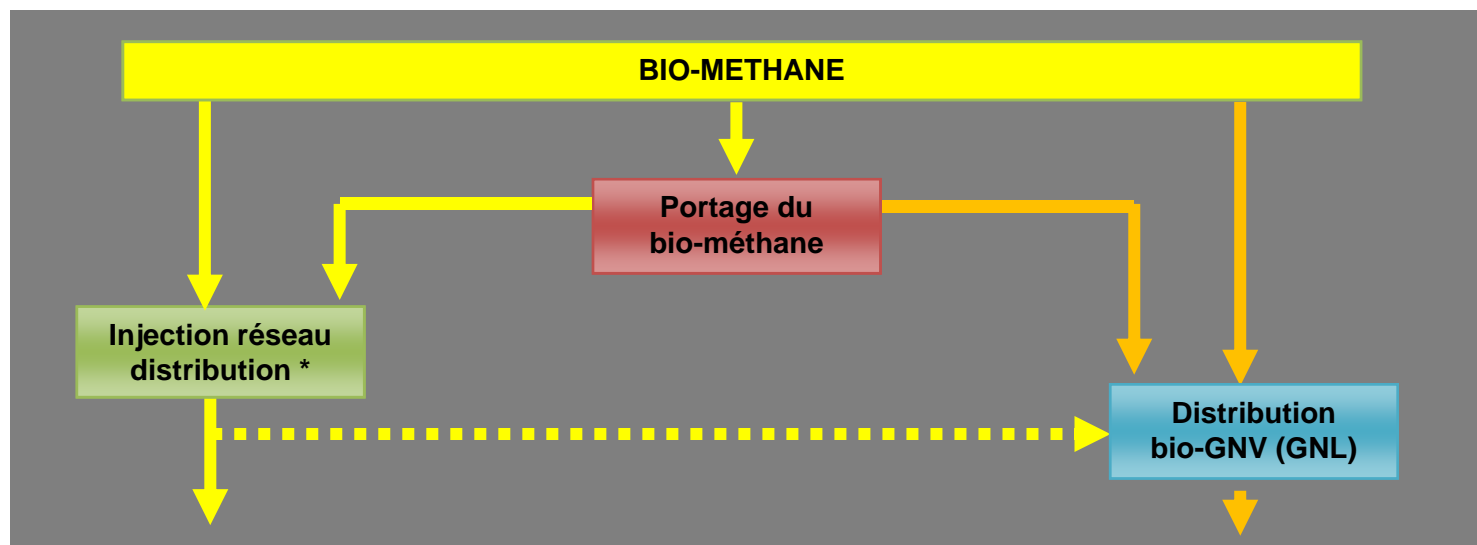 BIO-METHANE
Portage du
bio-méthane
Injection réseau
distribution *
Distribution
bio-GNV (GNL)